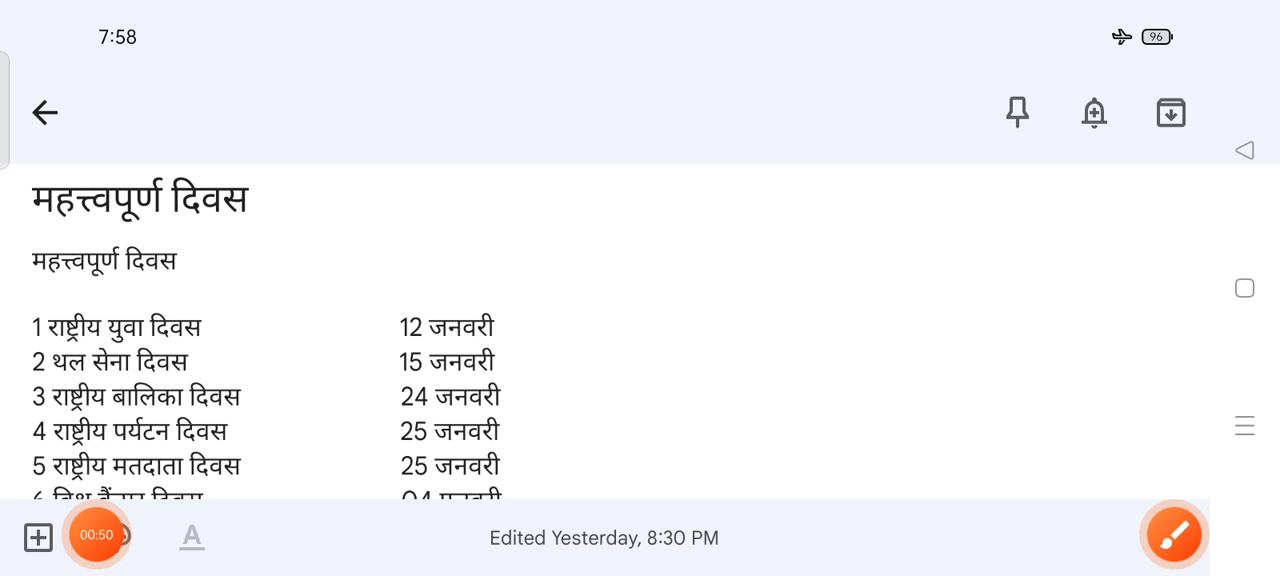 7:58
96
महत्त्वपूर्ण दिवस
महत्त्वपूर्ण दिवस
1 राष्ट्रीय युवा दिवस 12 जनवरी
2 थल सेना दिवस 15 जनवरी
3 राष्ट्रीय बालिका दिवस 24 जनवरी
4 राष्ट्रीय पर्यटन दिवस 25 जनवरी
5 राष्ट्रीय मतदाता दिवस 25 जनवरी
00:50
A
Edited Yesterday, 8:30 PM